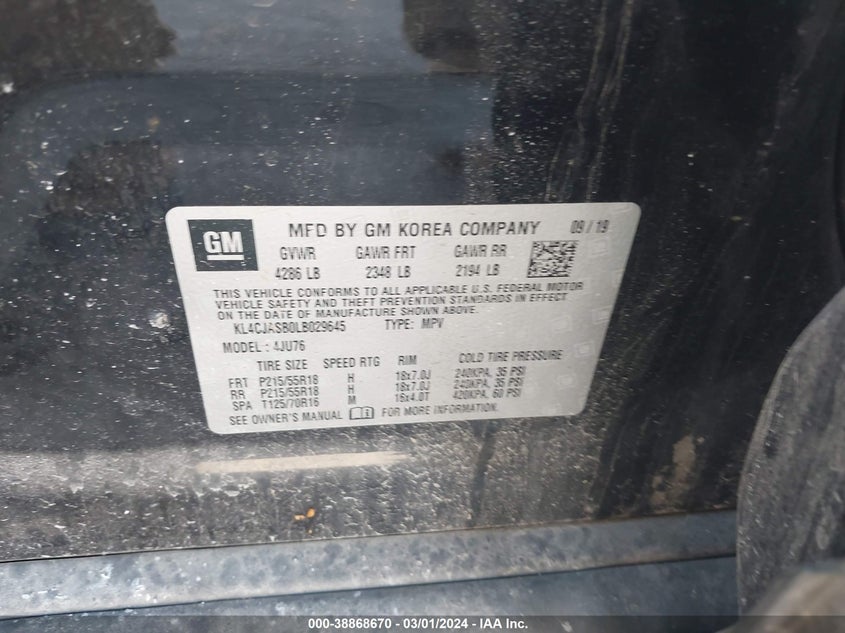 GM
MFD BY GM KOREA COMPANY 09/19
GVWR GAWR FRT GAWR RR
4286 LB 2348 LB 2194 LB
THIS VEHICLE CONFORMS TO ALL APPLICABLE U.S. FEDERAL MOTOR
VEHICLE SAFETY AND THEFT PREVENTION STANDARDS IN EFFECT
ON THE DATE OF MANUFACTURE SHOWN ABOVE.
KL4CJASB0LB029645 TYPE: MPV
MODEL: 4JU76
TIRE SIZE SPEED RTG RIM COLD TIRE PRESSURE
FRT P215/55R18 H 18x7.0J 240KPA, 35 PSI
RR P215/55R18 H 18x7.0J 240KPA, 35 PSI
SPA T125/70R16 M 16x4.0T 420KPA, 60 PSI
SEE OWNER'S MANUAL FOR MORE INFORMATION.
000-38868670 / 03/01/2024 - IAA Inc.